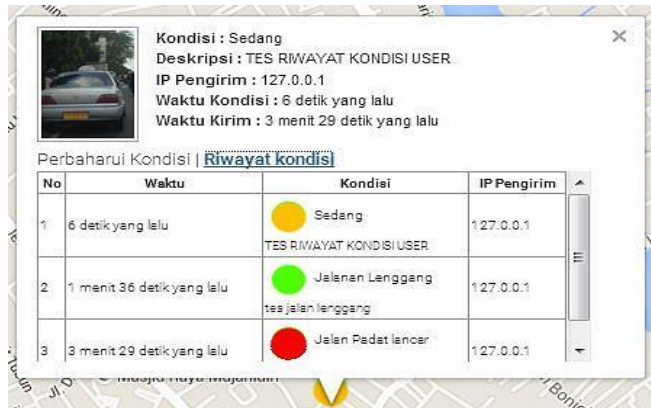 ×
Kondisi : Sedang
Deskripsi : TES RIWAYAT KONDISI USER
IP Pengirim : 127.0.0.1
Waktu Kondisi : 6 detik yang lalu
Waktu Kirim : 3 menit 29 detik yang lalu
Perbaharui Kondisi | Riwayat kondisi
No Waktu Kondisi IP Pengirim
1 6 detik yang lalu Sedang 127.0.0.1
TES RIWAYAT KONDISI USER
2 1 menit 36 detik yang lalu Jalanan Lenggang 127.0.0.1
tes jalan lenggang
3 3 menit 29 detik yang lalu Jalan Padat lancar 127.0.0.1
Masjid Raya Mujahidin
Jl.
Bonj